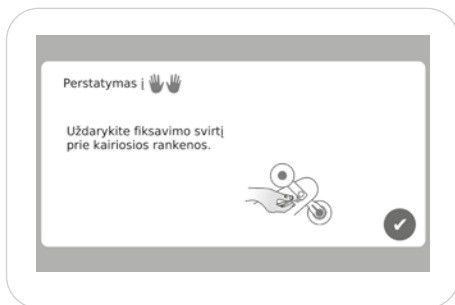 Perstatymas į
Uždarykite fiksavimo svirtį
prie kairiosios rankenos.